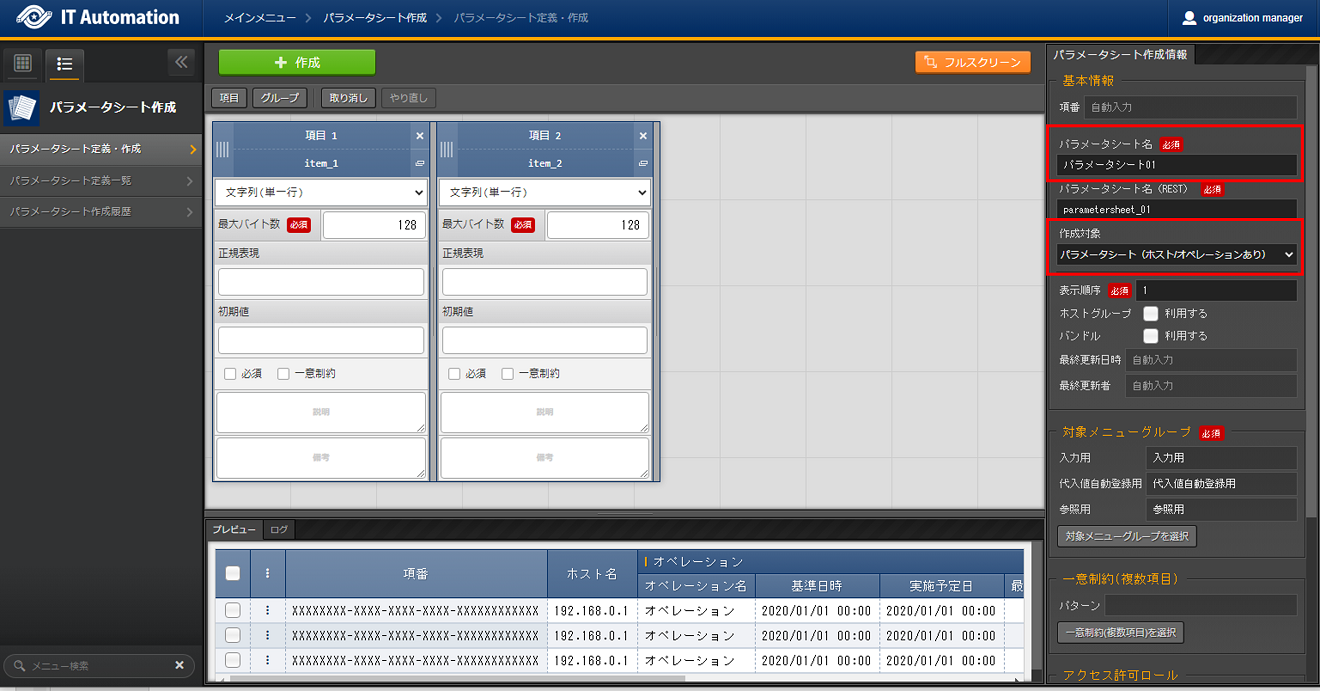 IT Automation
メインメニュー > パラメータシート作成 > パラメータシート定義・作成
organization manager
パラメータシート作成
パラメータシート定義・作成
パラメータシート定義一覧
パラメータシート作成履歴
メニュー検索
+ 作成
フルスクリーン
項目 グループ 取り消し やり直し
項目 1
item_1
文字列(単一行)
最大バイト数 必須 128
正規表現
初期値
必須 一意制約
説明
備考
項目 2
item_2
文字列(単一行)
最大バイト数 必須 128
正規表現
初期値
必須 一意制約
説明
備考
プレビュー ログ
項番 ホスト名 オペレーション
オペレーション名 基準日時 実施予定日 最
XXXXXXXX-XXXX-XXXX-XXXX-XXXXXXXXXXXX 192.168.0.1 オペレーション 2020/01/01 00:00 2020/01/01 00:00
XXXXXXXX-XXXX-XXXX-XXXX-XXXXXXXXXXXX 192.168.0.1 オペレーション 2020/01/01 00:00 2020/01/01 00:00
XXXXXXXX-XXXX-XXXX-XXXX-XXXXXXXXXXXX 192.168.0.1 オペレーション 2020/01/01 00:00 2020/01/01 00:00
パラメータシート作成情報
基本情報
項番 自動入力
パラメータシート名 必須
パラメータシート01
パラメータシート名 (REST) 必須
parametersheet_01
作成対象
パラメータシート (ホスト/オペレーションあり)
表示順序 必須 1
ホストグループ 利用する
バンドル 利用する
最終更新日時 自動入力
最終更新者 自動入力
対象メニューグループ 必須
入力用 入力用
代入値自動登録用 代入値自動登録用
参照用 参照用
対象メニューグループを選択
一意制約(複数項目)
パターン
一意制約(複数項目)を選択
アクセス許可ロール